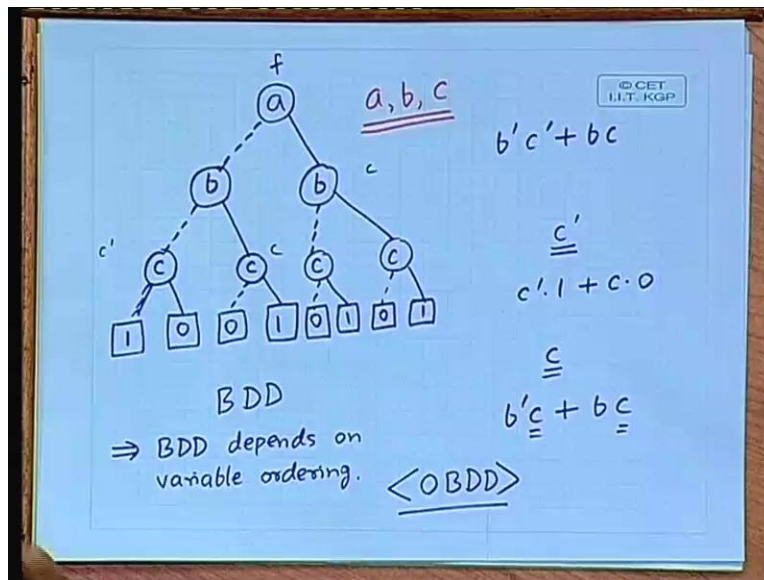 f
a
a, b, c
© CET
I.I.T. KGP
b'c' + bc
b b c
c'
c c c c c
c'
c'.1 + c.0
1 0 0 1 0 1 0 1
c
BDD
b'c + bc
⇒ BDD depends on
variable ordering.
<OBDD>